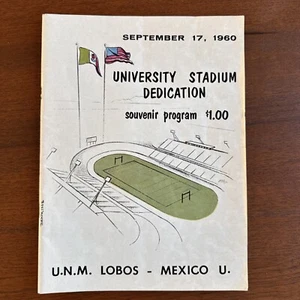 SEPTEMBER 17, 1960
UNIVERSITY STADIUM
DEDICATION
souvenir program $1.00
U.N.M. LOBOS - MEXICO U.